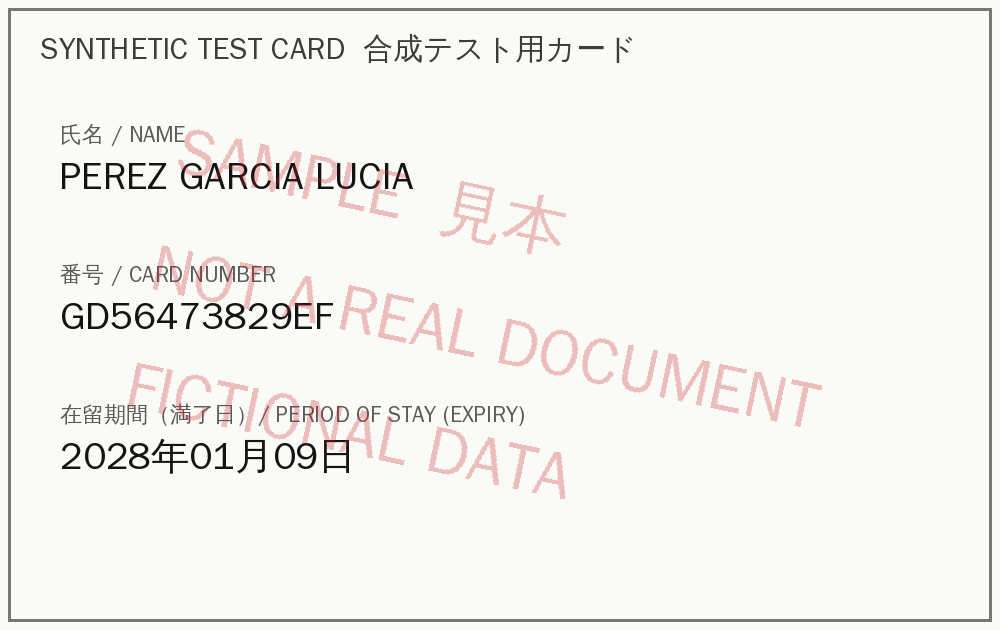 SYNTHETIC TEST CARD 合成テスト用カード
氏名 / NAME
PEREZ GARCIA LUCIA
SAMPLE 見本
番号 / CARD NUMBER
GD56473829EF
NOT A REAL DOCUMENT
在留期間（満了日）/ PERIOD OF STAY (EXPIRY)
2028年01月09日
FICTIONAL DATA